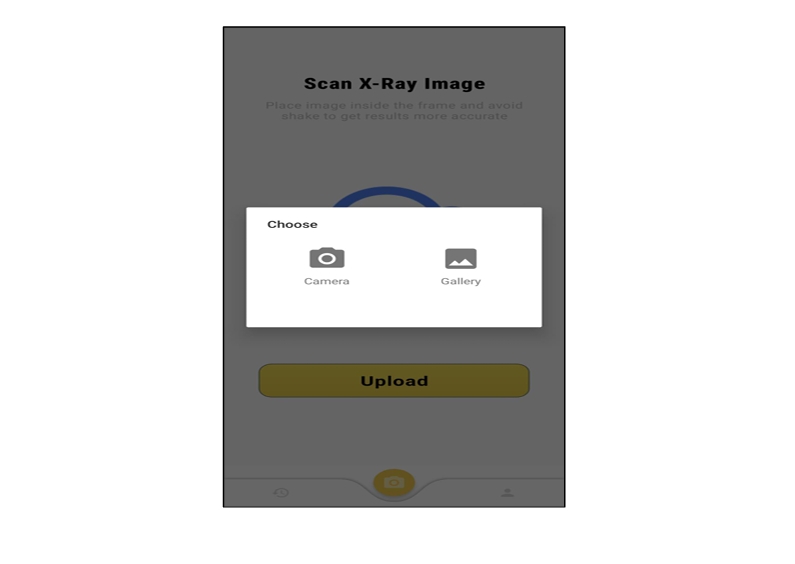 Scan X-Ray Image
Place image inside the frame and avoid
shake to get results more accurate
Choose
Camera
Gallery
Upload